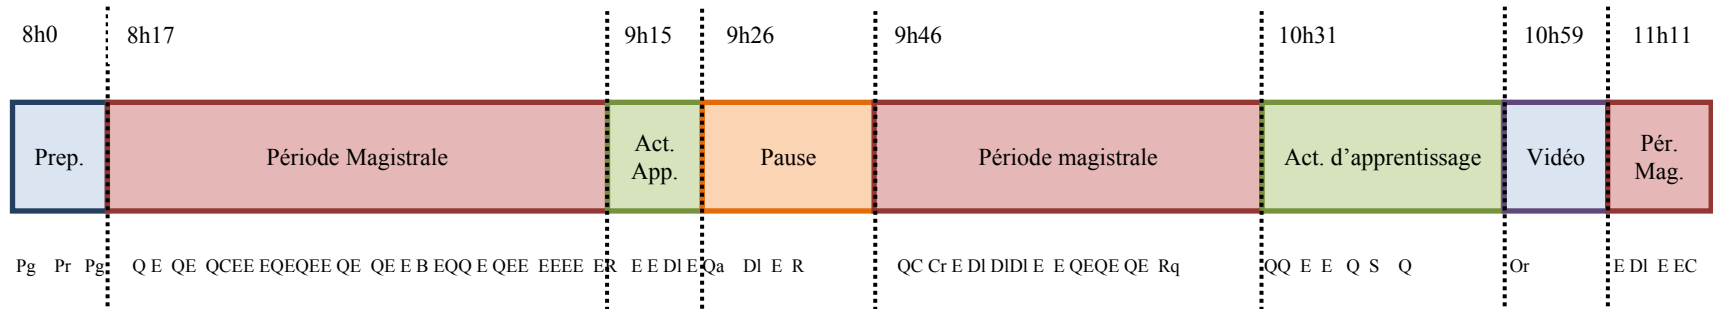 8h0 8h17 9h15 9h26 9h46 10h31 10h59 11h11
Prep. Période Magistrale Act. App. Pause Période magistrale Act. d'apprentissage Vidéo Pér. Mag.
Pg Pr Pg Q E QE QCEE EQEQEE QE QE E B EQQ E QEE EEEE ER E E Dl E Qa Dl E R QC Cr E Dl DlDl E E QEQE QE Rq QQ E E Q S Q Or E Dl E EC